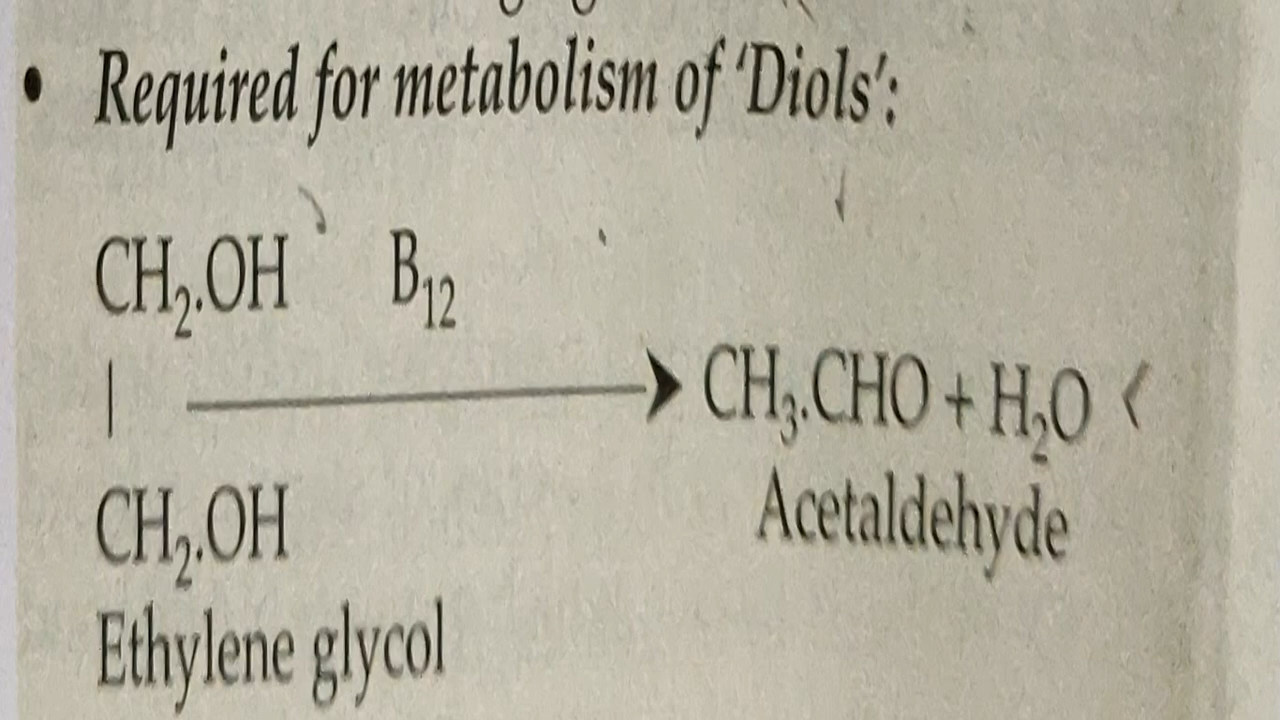 • Required for metabolism of 'Diols':
CH₂.OH B₁₂
| ⟶ CH₃.CHO + H₂O <
CH₂.OH Acetaldehyde
Ethylene glycol